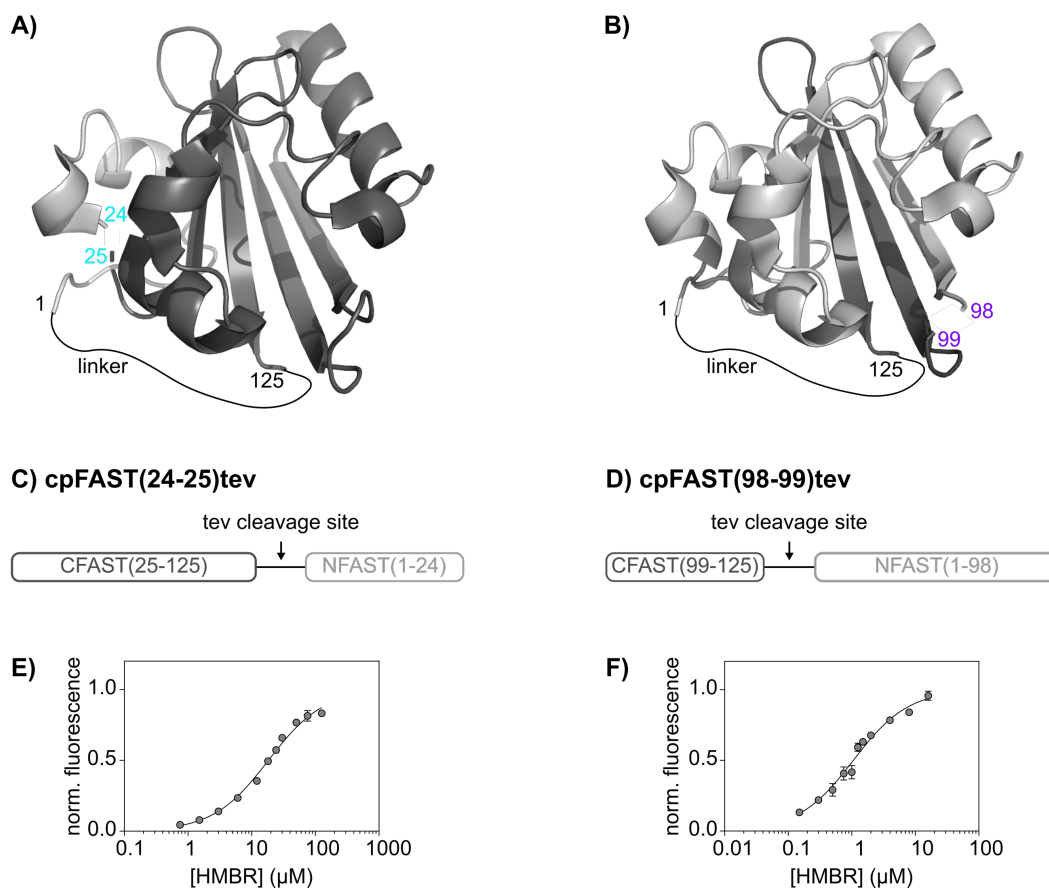 A)
24
25
1
linker
125
B)
98
99
1
linker
125
C) cpFAST(24-25)tev
tev cleavage site
CFAST(25-125)
NFAST(1-24)
D) cpFAST(98-99)tev
tev cleavage site
CFAST(99-125)
NFAST(1-98)
E)
norm. fluorescence
1.0
0.5
0.0
0.1 1 10 100 1000
[HMBR] (µM)
F)
norm. fluorescence
1.0
0.5
0.0
0.01 0.1 1 10 100
[HMBR] (µM)